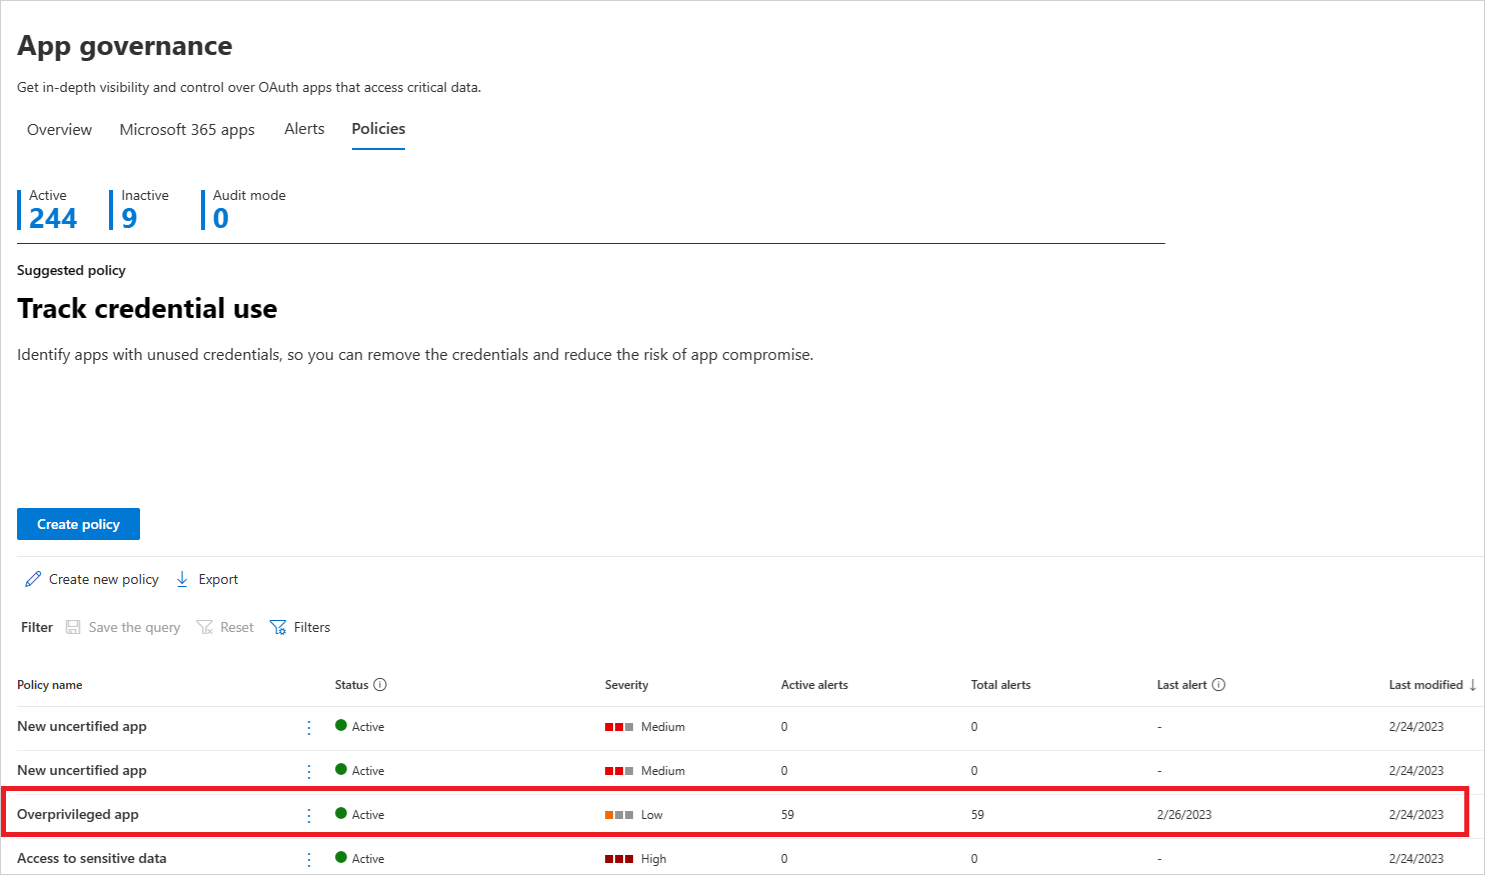 App governance
Get in-depth visibility and control over OAuth apps that access critical data.
Overview Microsoft 365 apps Alerts Policies
Active Inactive Audit mode
244 9 0
Suggested policy
Track credential use
Identify apps with unused credentials, so you can remove the credentials and reduce the risk of app compromise.
Create policy
Create new policy Export
Filter Save the query Reset Filters
Policy name Status Severity Active alerts Total alerts Last alert Last modified ↓
New uncertified app Active Medium 0 0 - 2/24/2023
New uncertified app Active Medium 0 0 - 2/24/2023
Overprivileged app Active Low 59 59 2/26/2023 2/24/2023
Access to sensitive data Active High 0 0 - 2/24/2023